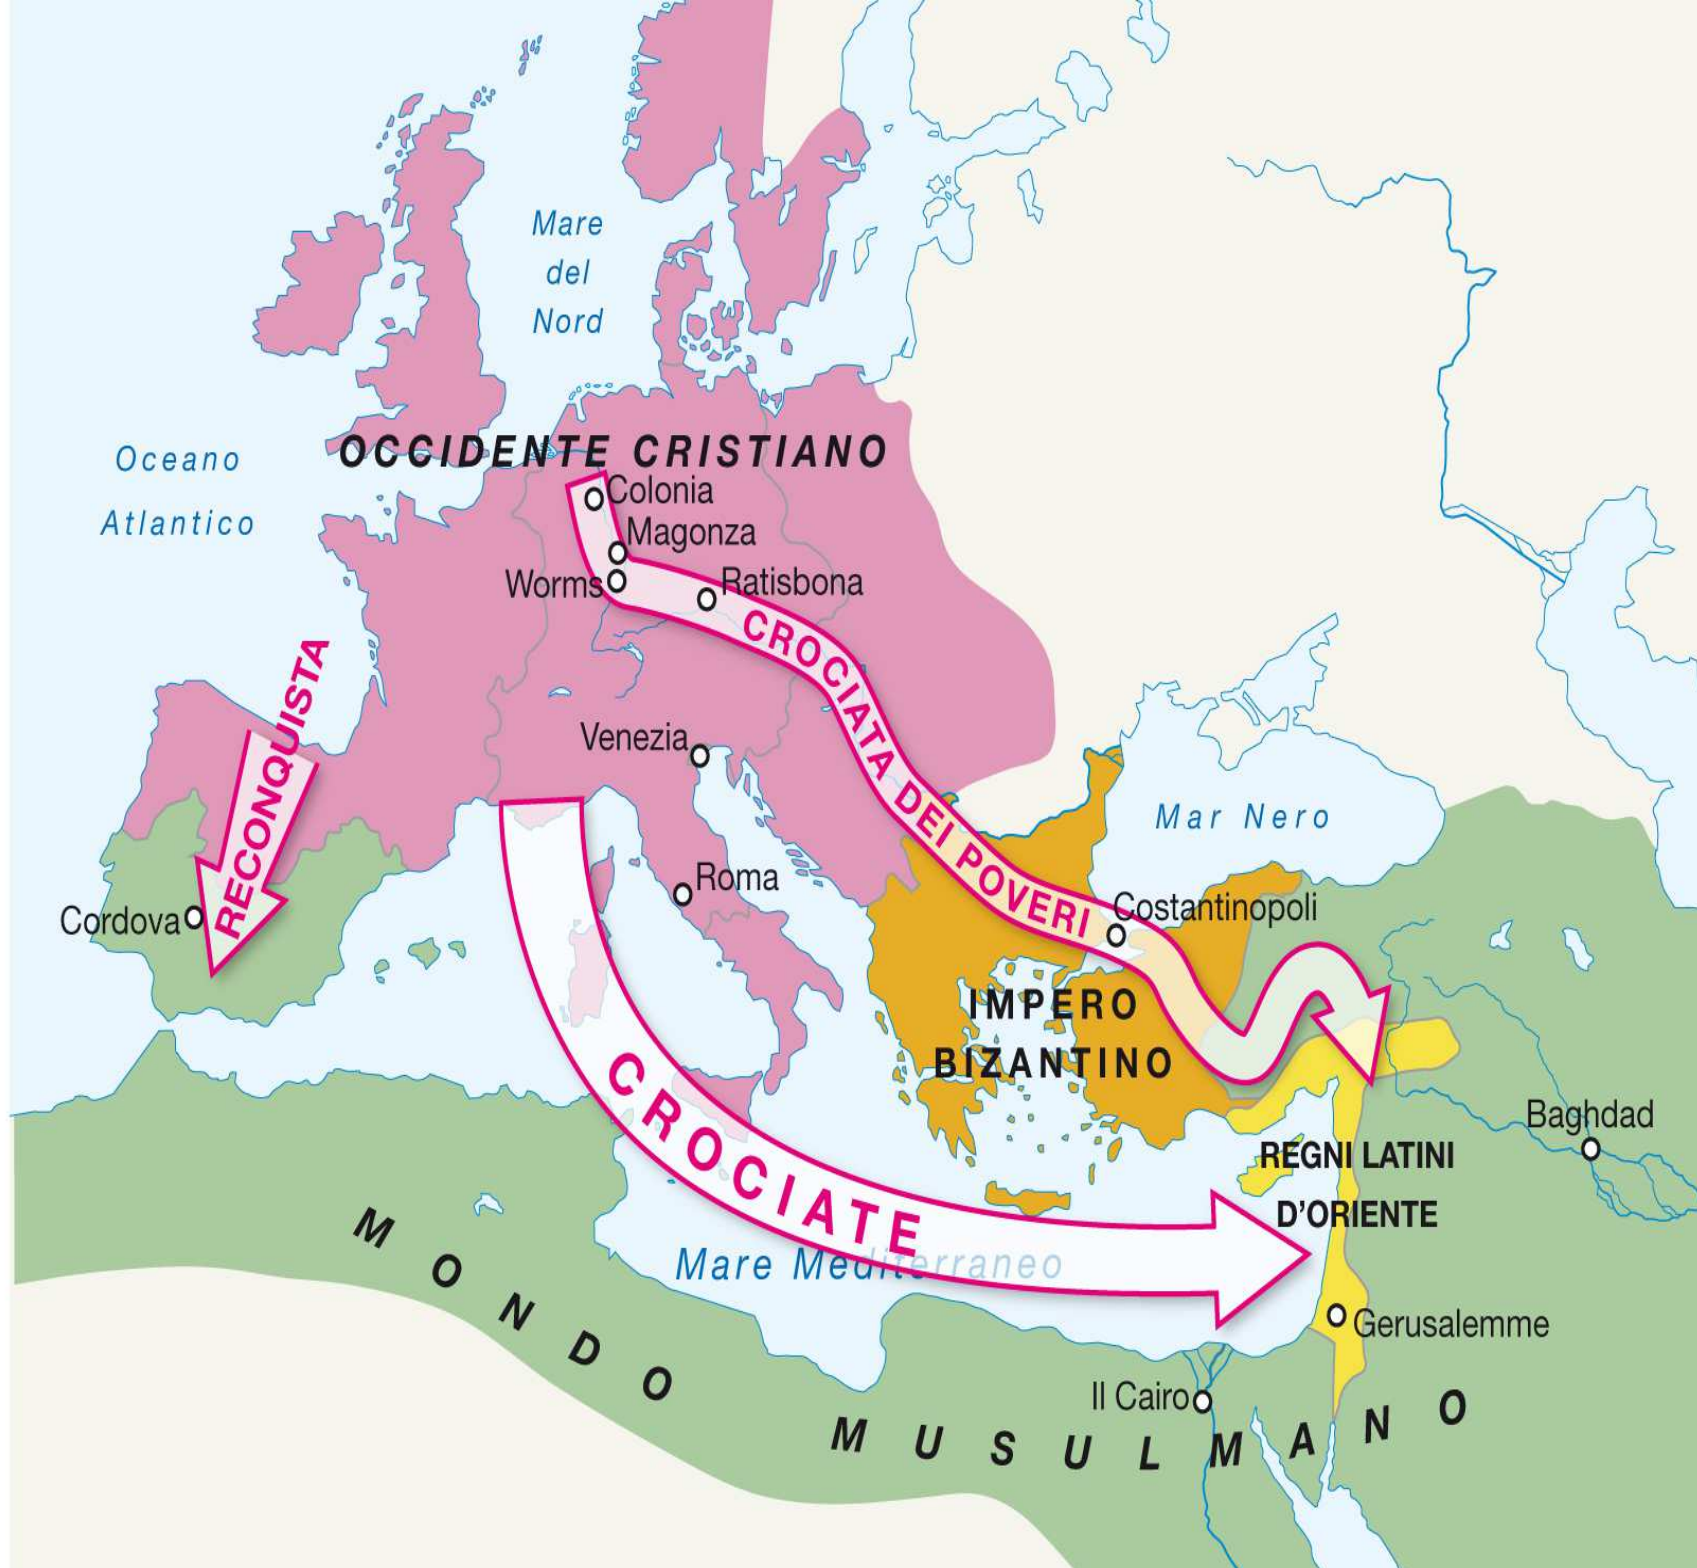 Mare
del
Nord
Oceano
Atlantico
OCCIDENTE CRISTIANO
Colonia
Magonza
Worms
Ratisbona
CROCIATA DEI POVERI
RECONQUISTA
Venezia
Mar Nero
Roma
Cordova
Costantinopoli
IMPERO
BIZANTINO
CROCIATE
Baghdad
REGNI LATINI
D'ORIENTE
Mare Mediterraneo
Gerusalemme
Il Cairo
MONDO MUSULMANO